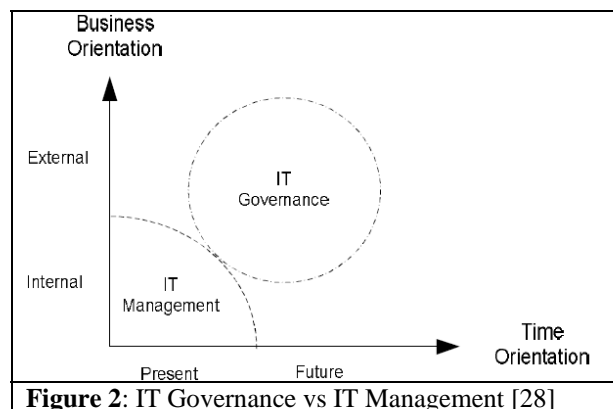 Business
Orientation
External
IT
Governance
Internal
IT
Management
Time
Orientation
Present Future
Figure 2: IT Governance vs IT Management [28]